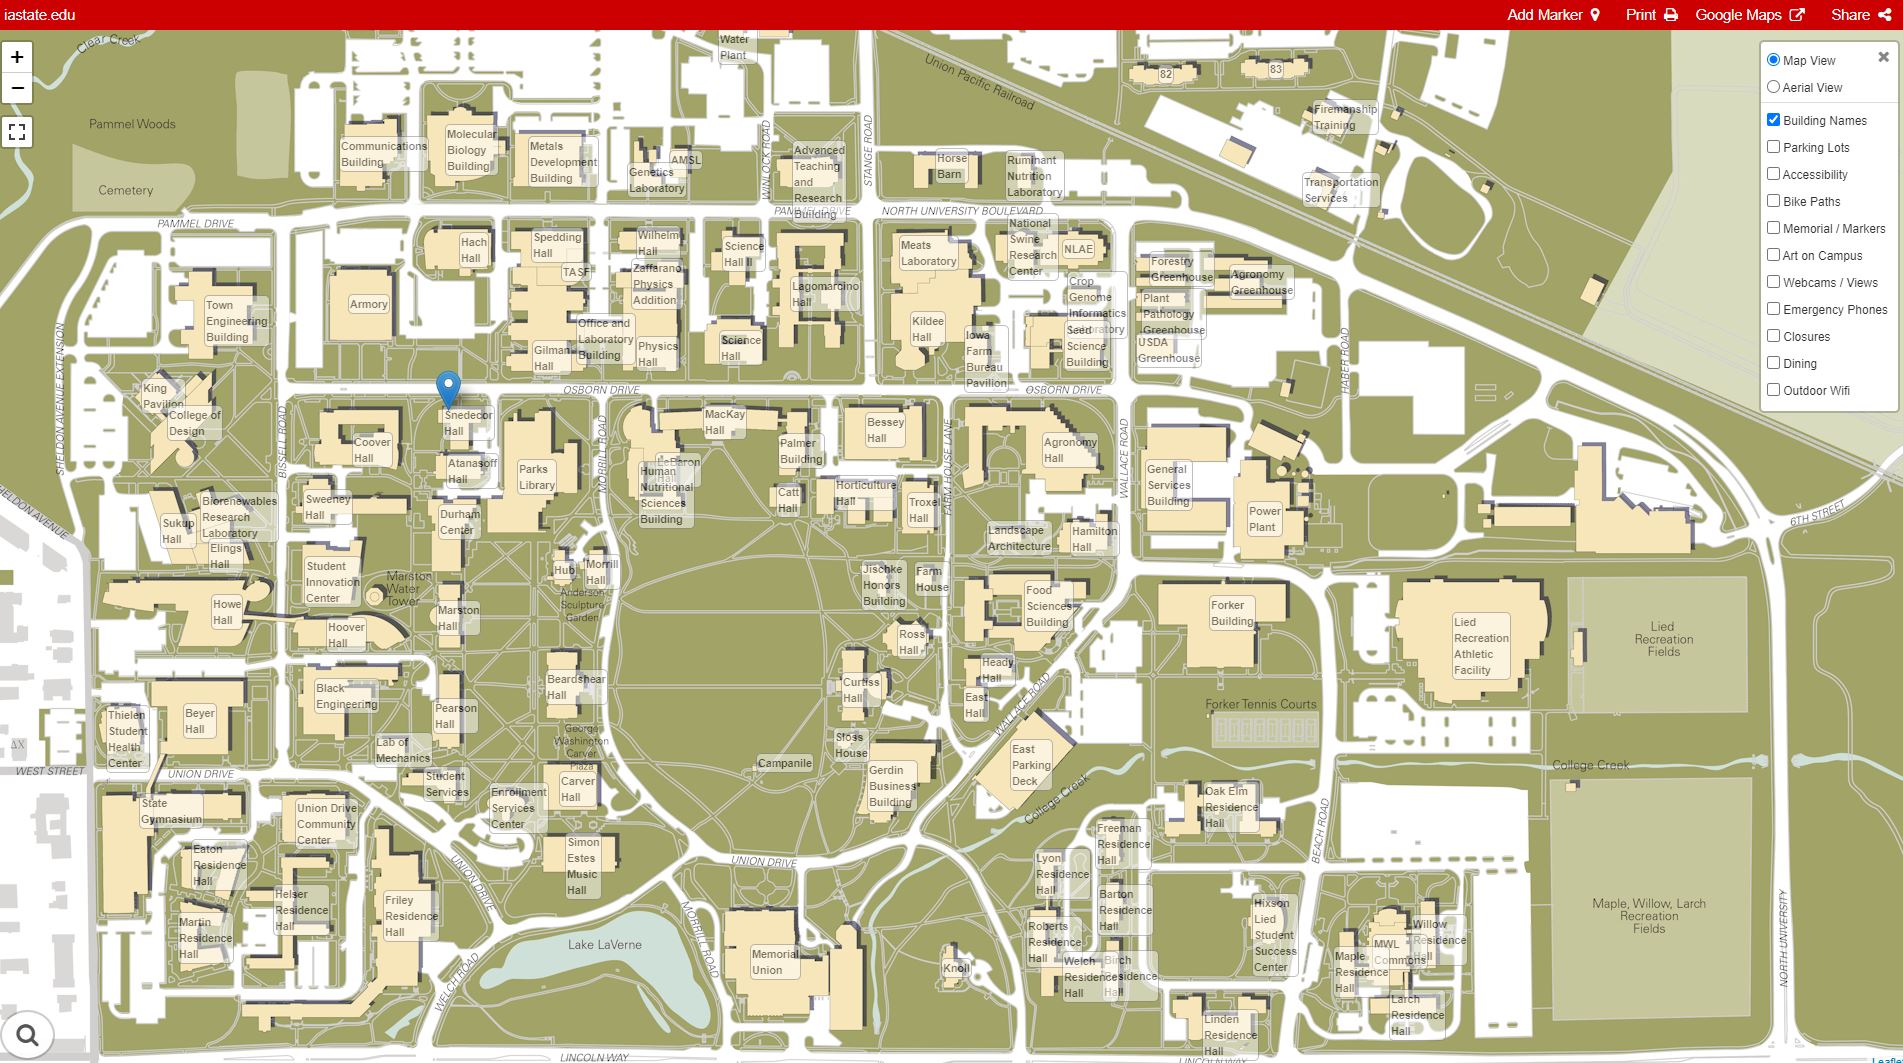 iastate.edu
Add Marker
Print
Google Maps
Share
+
−
Map View
Aerial View
Building Names
Parking Lots
Accessibility
Bike Paths
Memorial / Markers
Art on Campus
Webcams / Views
Emergency Phones
Closures
Dining
Outdoor Wifi
Clear Creek
Water
Plant
Union Pacific Railroad
82
83
Pammel Woods
Cemetery
Communications
Building
Molecular
Biology
Building
Metals
Development
Building
AMSL
Genetics
Laboratory
WINLOCK ROAD
Advanced
Teaching
and
Research
Building
STANGE ROAD
Horse
Barn
Ruminant
Nutrition
Laboratory
Firemanship
Training
Transportation
Services
PAMMEL DRIVE
PAMMEL DRIVE
NORTH UNIVERSITY BOULEVARD
Hach
Hall
Spedding
Hall
TASF
Wilhelm
Hall
Zaffarano
Physics
Addition
Science
Hall II
Lagomarcino
Hall
Meats
Laboratory
National
Swine
Research
Center
NLAE
Forestry
Greenhouse
Agronomy
Greenhouse
Crop
Genome
Informatics
Laboratory
Plant
Pathology
Greenhouse
USDA
Greenhouse
Town
Engineering
Building
Armory
Office and
Laboratory
Building
Gilman
Hall
Physics
Hall
Science
Hall
Kildee
Hall
Iowa
Farm
Bureau
Pavilion
Seed
Science
Building
SHELDON AVENUE EXTENSION
HABER ROAD
OSBORN DRIVE
OSBORN DRIVE
King
Pavilion
College of
Design
BISSELL ROAD
Coover
Hall
Snedecor
Hall
Atanasoff
Hall
Parks
Library
MORRILL ROAD
MacKay
Hall
LeBaron
Hall
Human
Nutritional
Sciences
Building
Palmer
Building
Bessey
Hall
FARM HOUSE LANE
Agronomy
Hall
WALLACE ROAD
General
Services
Building
Power
Plant
SHELDON AVENUE
6TH STREET
Sukup
Hall
Biorenewables
Research
Laboratory
Elings
Hall
Sweeney
Hall
Durham
Center
Catt
Hall
Horticulture
Hall
Troxel
Hall
Landscape
Architecture
Hamilton
Hall
Student
Innovation
Center
Marston
Water
Tower
Hub
Morrill
Hall
Anderson
Sculpture
Garden
Jischke
Honors
Building
Farm
House
Food
Sciences
Building
Forker
Building
Howe
Hall
Hoover
Hall
Marston
Hall
Ross
Hall
Lied
Recreation
Athletic
Facility
Lied
Recreation
Fields
Black
Engineering
Beardshear
Hall
Curtiss
Hall
Heady
Hall
East
Hall
WALLACE ROAD
Thielen
Student
Health
Center
Beyer
Hall
Pearson
Hall
Lab of
Mechanics
George
Washington
Carver
Plaza
Sloss
House
Forker Tennis Courts
East
Parking
Deck
ΔX
WEST STREET
UNION DRIVE
Student
Services
Carver
Hall
Campanile
Gerdin
Business
Building
College Creek
College Creek
State
Gymnasium
Union Drive
Community
Center
Enrollment
Services
Center
Oak Elm
Residence
Hall
BEACH ROAD
Eaton
Residence
Hall
Simon
Estes
Music
Hall
UNION DRIVE
UNION DRIVE
Freeman
Residence
Hall
Lyon
Residence
Hall
Barton
Residence
Hall
Helser
Residence
Hall
Friley
Residence
Hall
Martin
Residence
Hall
Lake LaVerne
MORRILL ROAD
WELCH ROAD
Memorial
Union
Knoll
Roberts
Residence
Hall
Welch
Residence
Hall
Birch
Residence
Hall
Hixson
Lied
Student
Success
Center
Maple
Residence
Hall
MWL
Commons
Willow
Residence
Hall
Larch
Residence
Hall
Linden
Residence
Hall
Maple, Willow, Larch
Recreation
Fields
NORTH UNIVERSITY
LINCOLN WAY
LINCOLN WAY